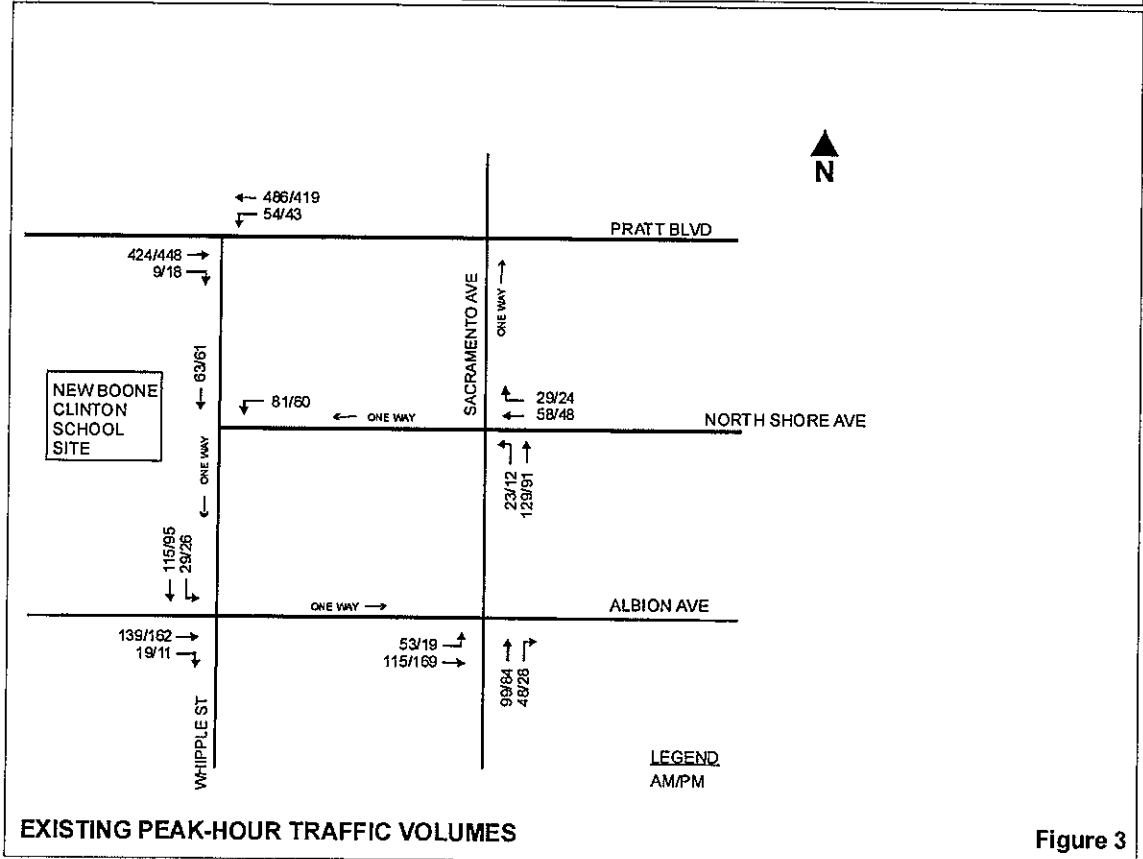 N
486/419
54/43
PRATT BLVD
424/448
9/18
SACRAMENTO AVE
ONE WAY
63/61
NEW BOONE
CLINTON
SCHOOL
SITE
81/60
ONE WAY
29/24
58/48
NORTH SHORE AVE
ONE WAY
23/12
129/91
115/95
29/26
ONE WAY
ALBION AVE
139/162
19/11
53/19
115/169
99/84
48/28
WHIPPLE ST
LEGEND
AM/PM
EXISTING PEAK-HOUR TRAFFIC VOLUMES
Figure 3